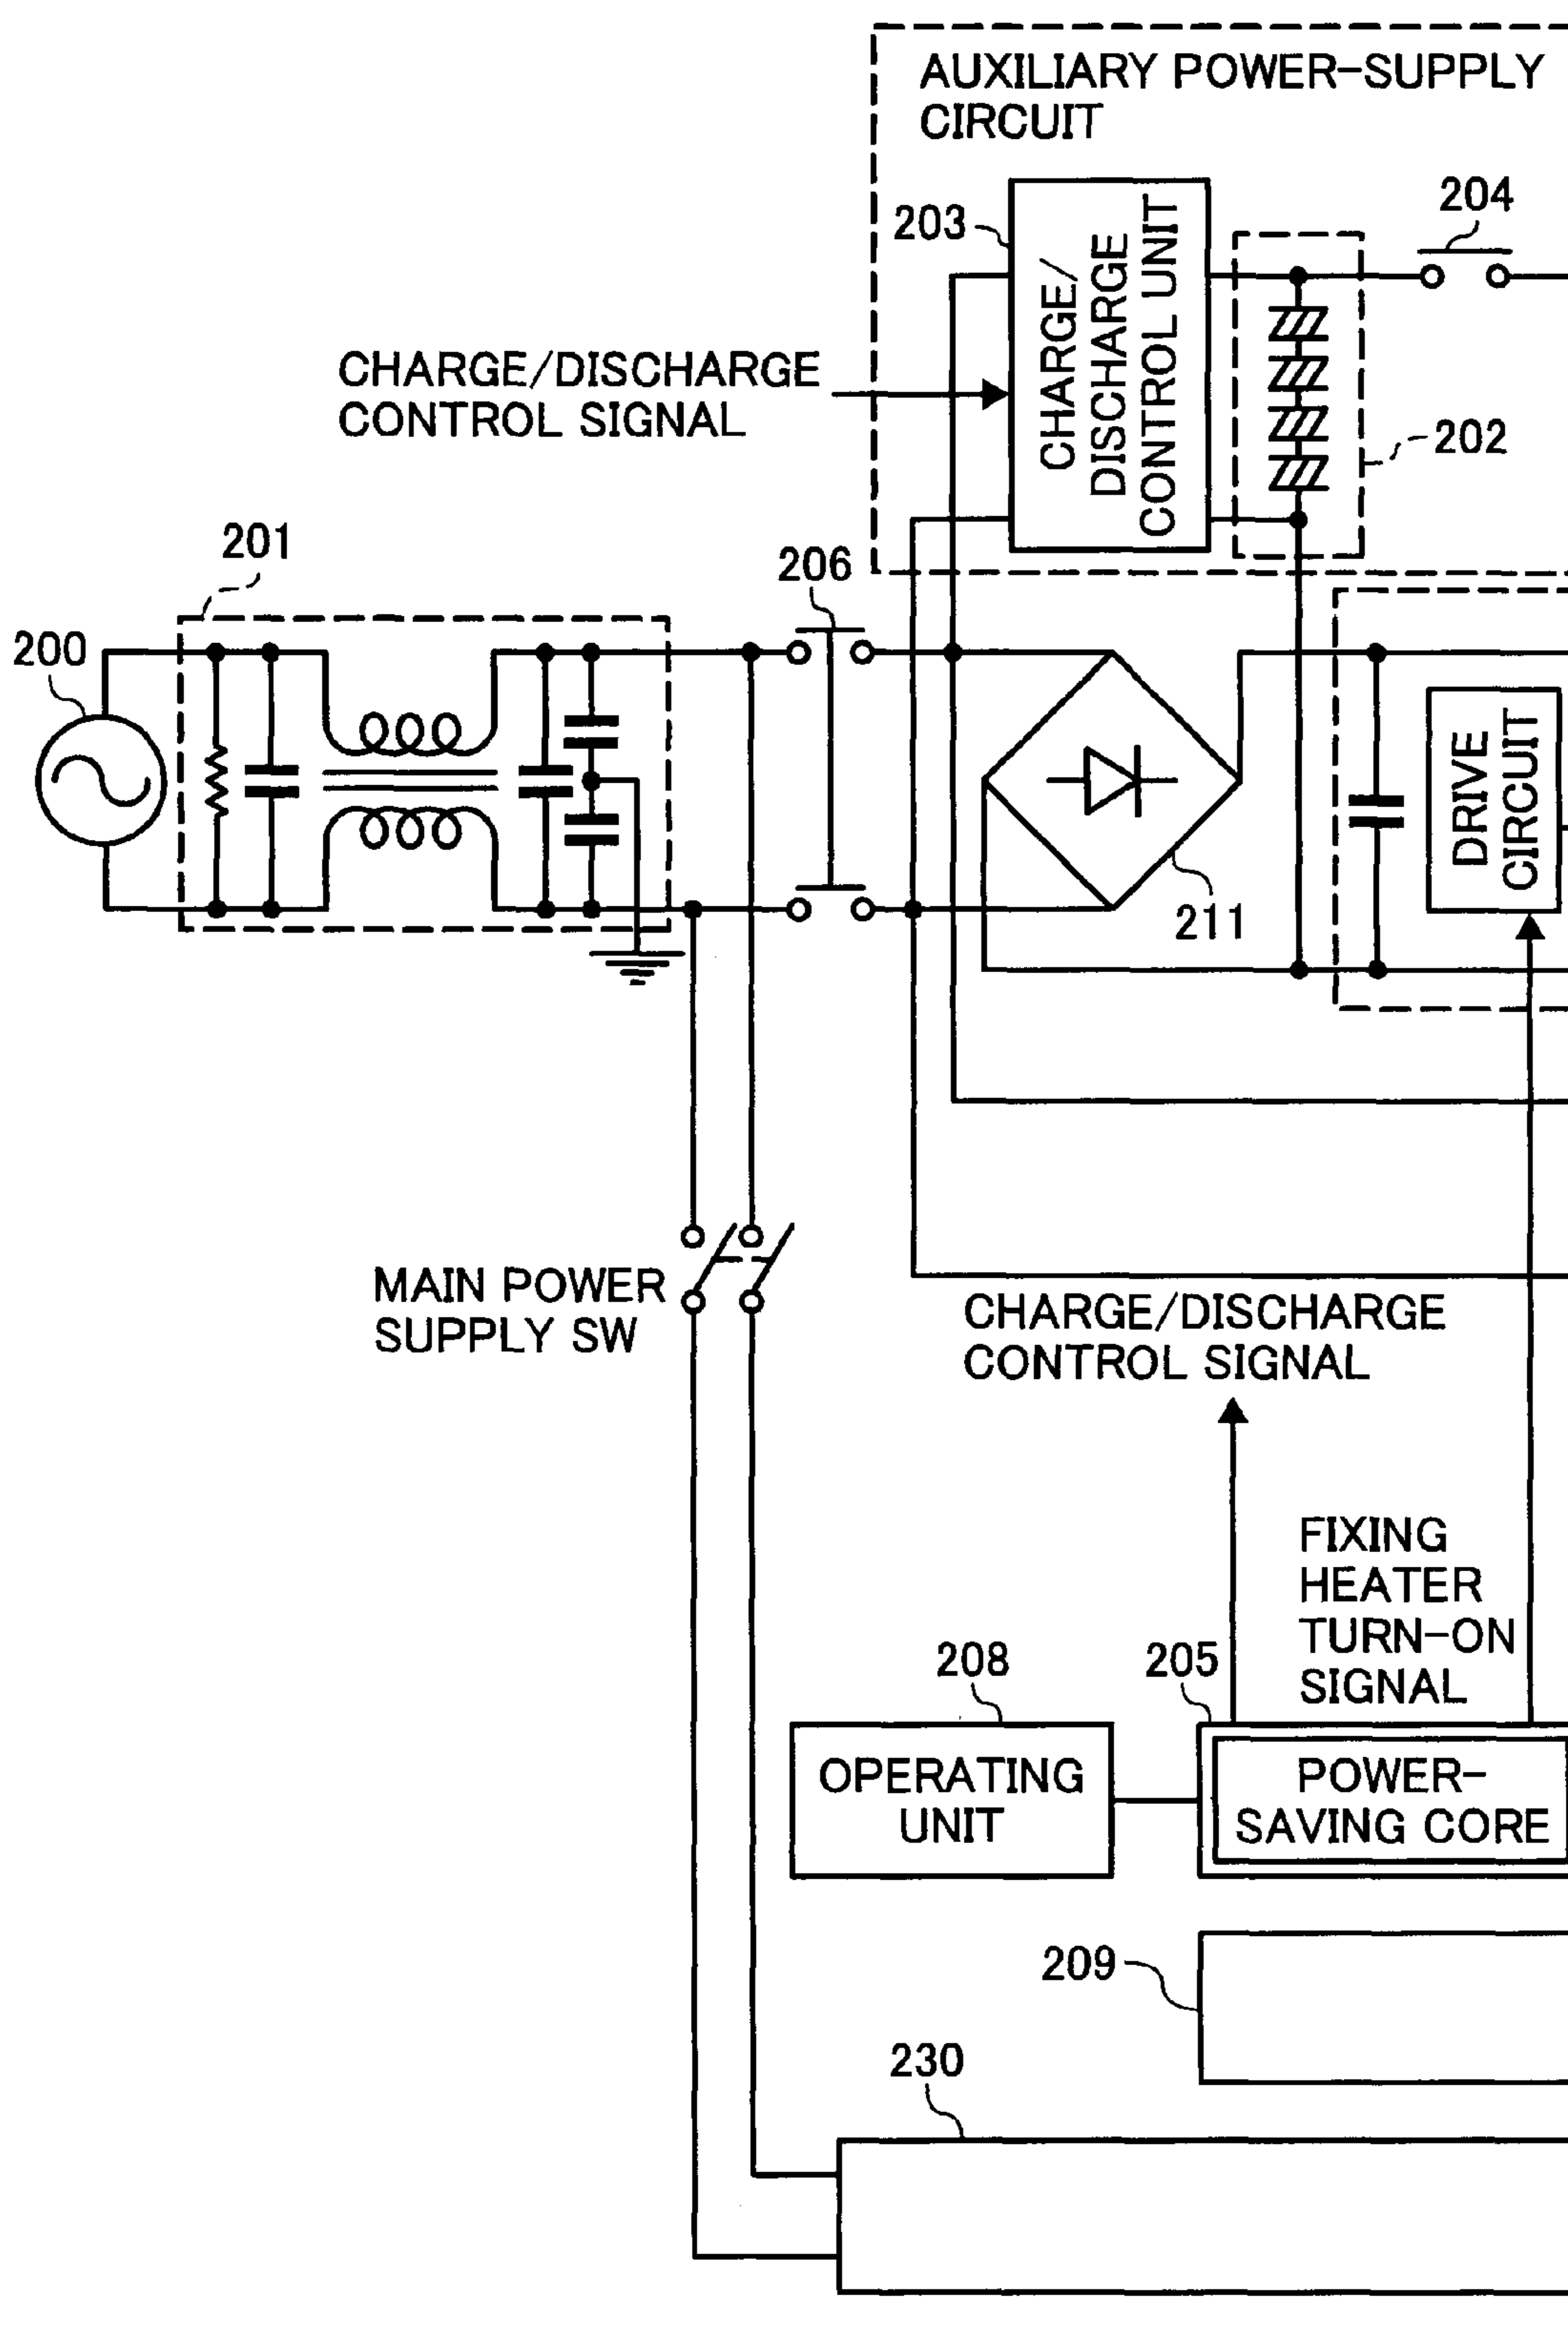 AUXILIARY POWER-SUPPLY
CIRCUIT
203
CHARGE/
DISCHARGE
CONTROL UNIT
204
CHARGE/DISCHARGE
CONTROL SIGNAL
202
201
206
200
DRIVE
CIRCUIT
211
MAIN POWER
SUPPLY SW
CHARGE/DISCHARGE
CONTROL SIGNAL
FIXING
HEATER
TURN-ON
SIGNAL
208
205
OPERATING
UNIT
POWER-
SAVING CORE
209
230